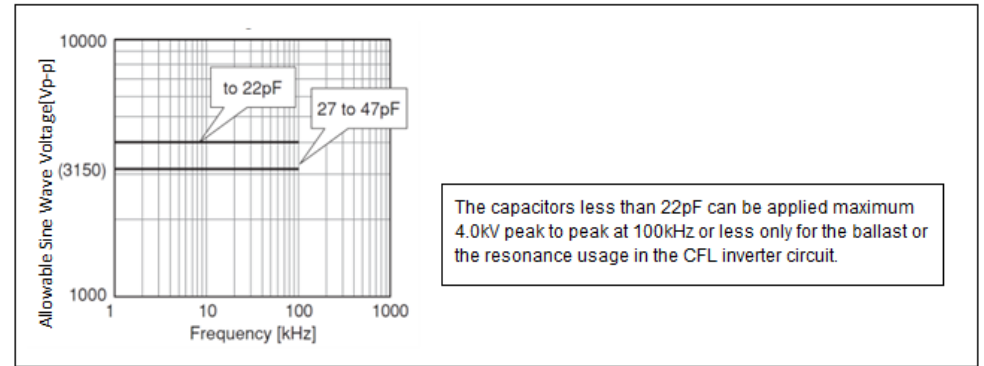 10000
to 22pF
27 to 47pF
(3150)
1000
Allowable Sine Wave Voltage[Vp-p]
1
10
100
1000
Frequency [kHz]
The capacitors less than 22pF can be applied maximum
4.0kV peak to peak at 100kHz or less only for the ballast or
the resonance usage in the CFL inverter circuit.